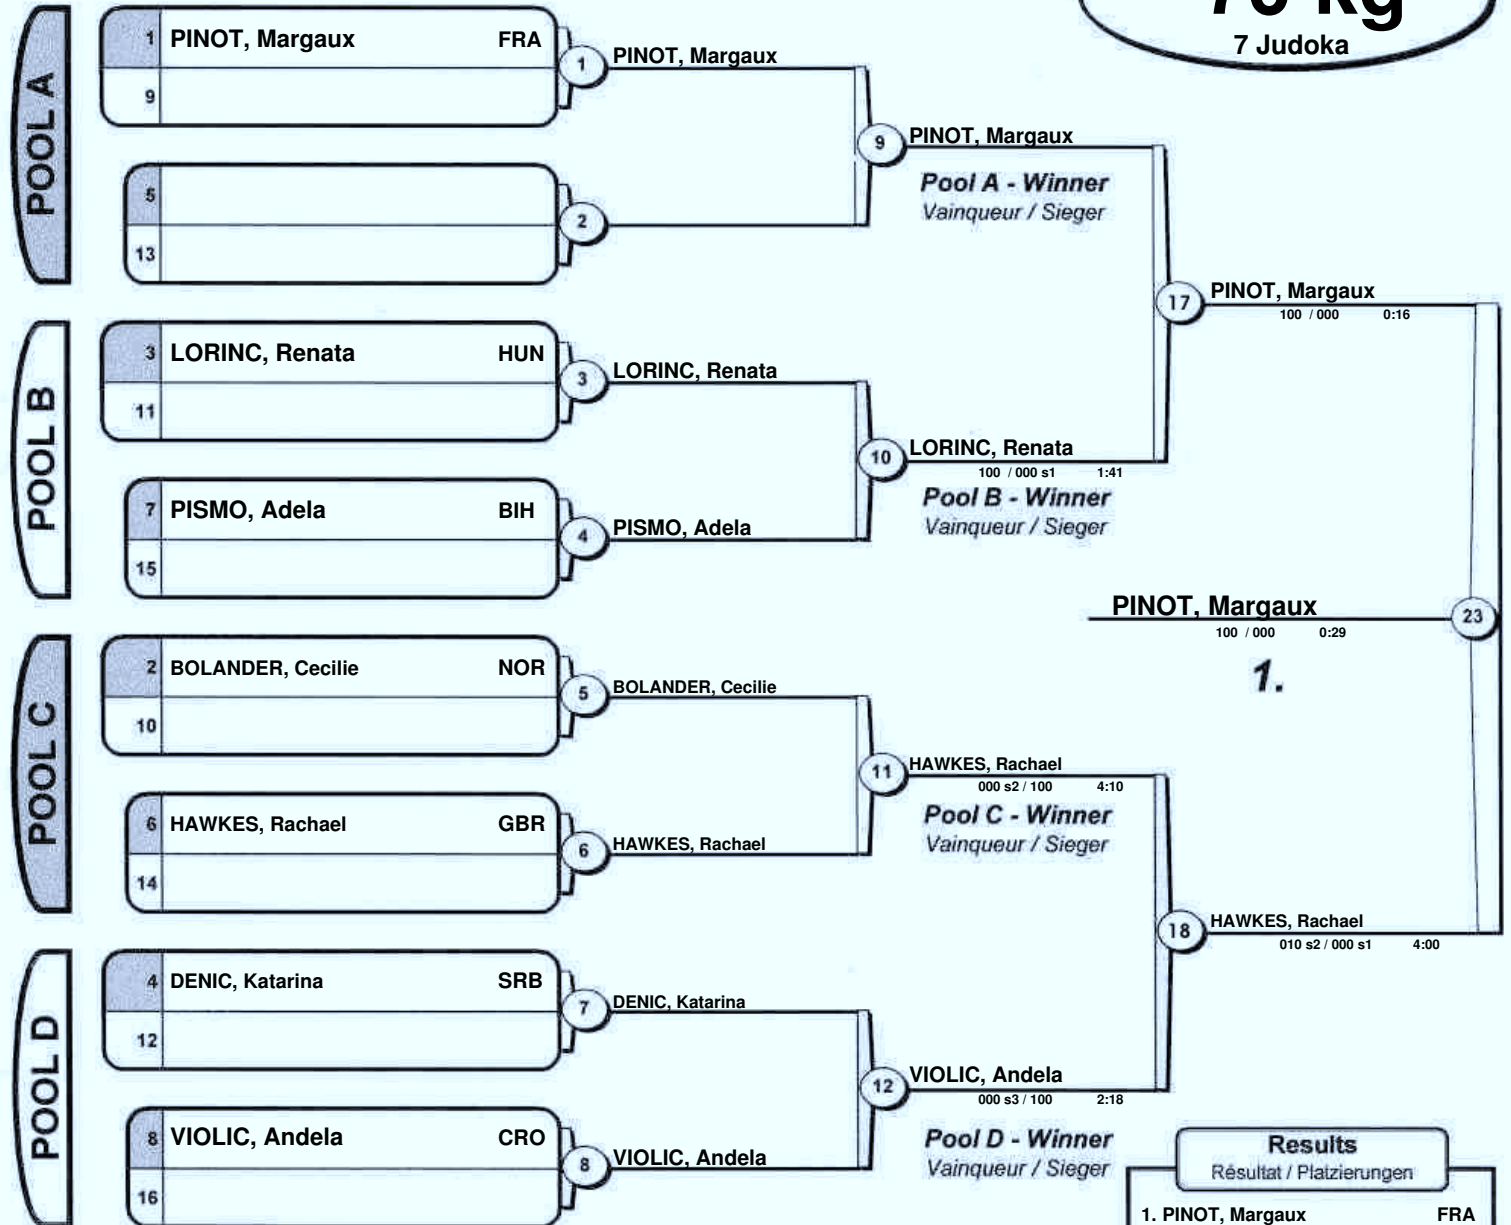 70 kg
7 Judoka
POOL A
1 PINOT, Margaux FRA
9
1 PINOT, Margaux
5
13
2
9 PINOT, Margaux
Pool A - Winner
Vainqueur / Sieger
POOL B
3 LORINC, Renata HUN
11
3 LORINC, Renata
7 PISMO, Adela BIH
15
4 PISMO, Adela
10 LORINC, Renata
100 / 000 s1 1:41
Pool B - Winner
Vainqueur / Sieger
17 PINOT, Margaux
100 / 000 0:16
PINOT, Margaux 23
100 / 000 0:29
1.
POOL C
2 BOLANDER, Cecilie NOR
10
5 BOLANDER, Cecilie
6 HAWKES, Rachael GBR
14
6 HAWKES, Rachael
11 HAWKES, Rachael
000 s2 / 100 4:10
Pool C - Winner
Vainqueur / Sieger
POOL D
4 DENIC, Katarina SRB
12
7 DENIC, Katarina
8 VIOLIC, Andela CRO
16
8 VIOLIC, Andela
12 VIOLIC, Andela
000 s3 / 100 2:18
Pool D - Winner
Vainqueur / Sieger
18 HAWKES, Rachael
010 s2 / 000 s1 4:00
Results
Résultat / Platzierungen
1. PINOT, Margaux FRA